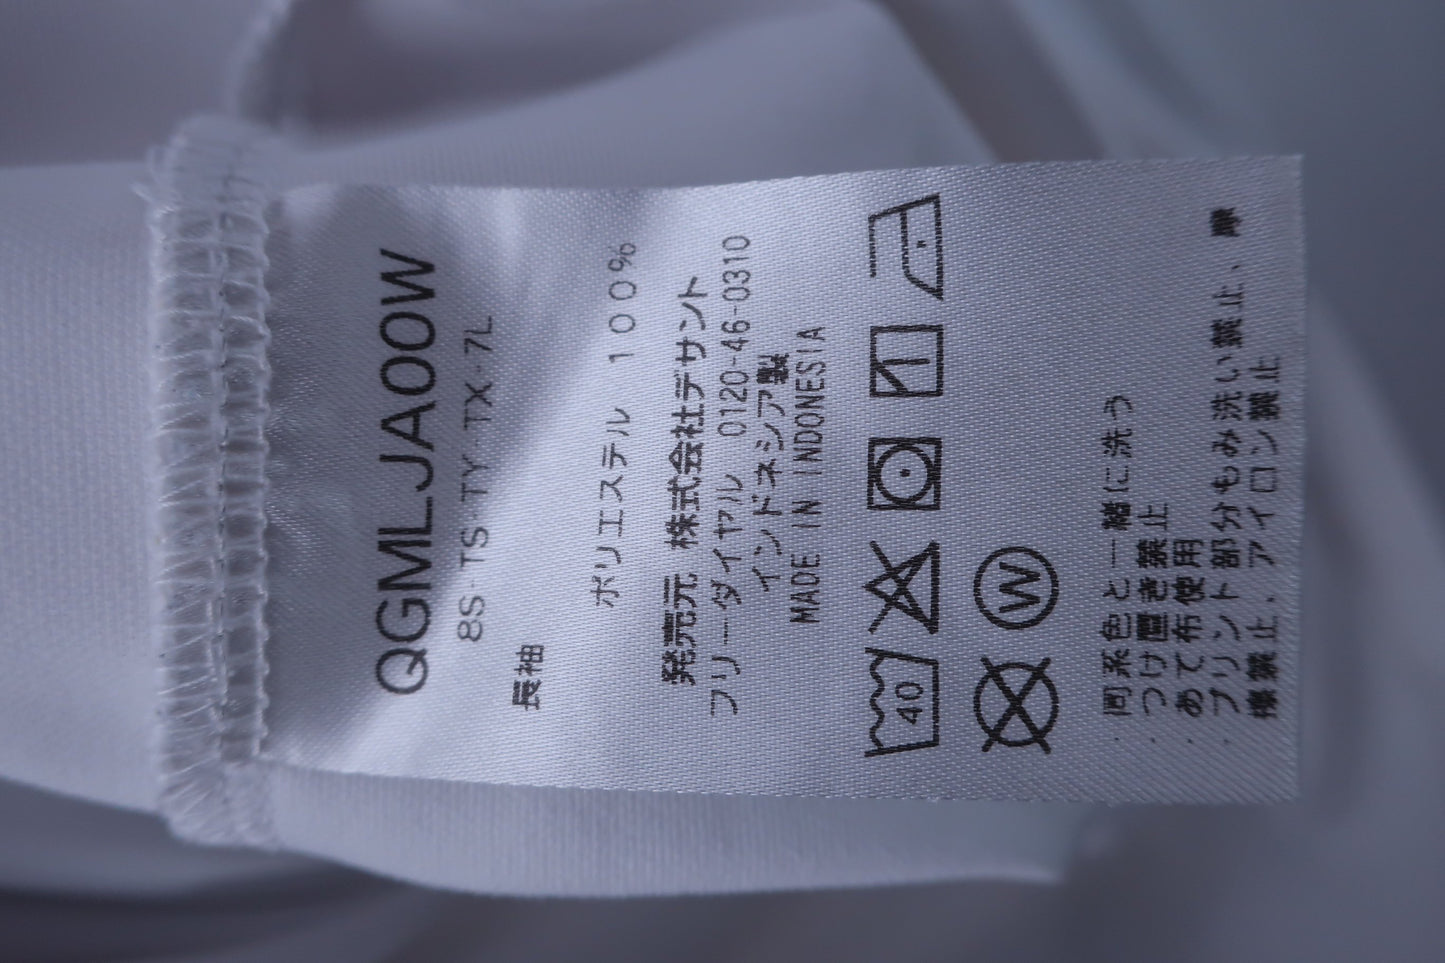 QGMLJA00W
8S·TS·TY·TX·7L
長袖
ポリエステル 100%
発売元 株式会社デサント
フリーダイヤル 0120-46-0310
インドネシア製
MADE IN INDONESIA
40
W
・同系色と一緒に洗う
・つけ置き禁止
・あて布使用
・プリント部分もみ洗い禁止、摩
擦禁止、アイロン禁止